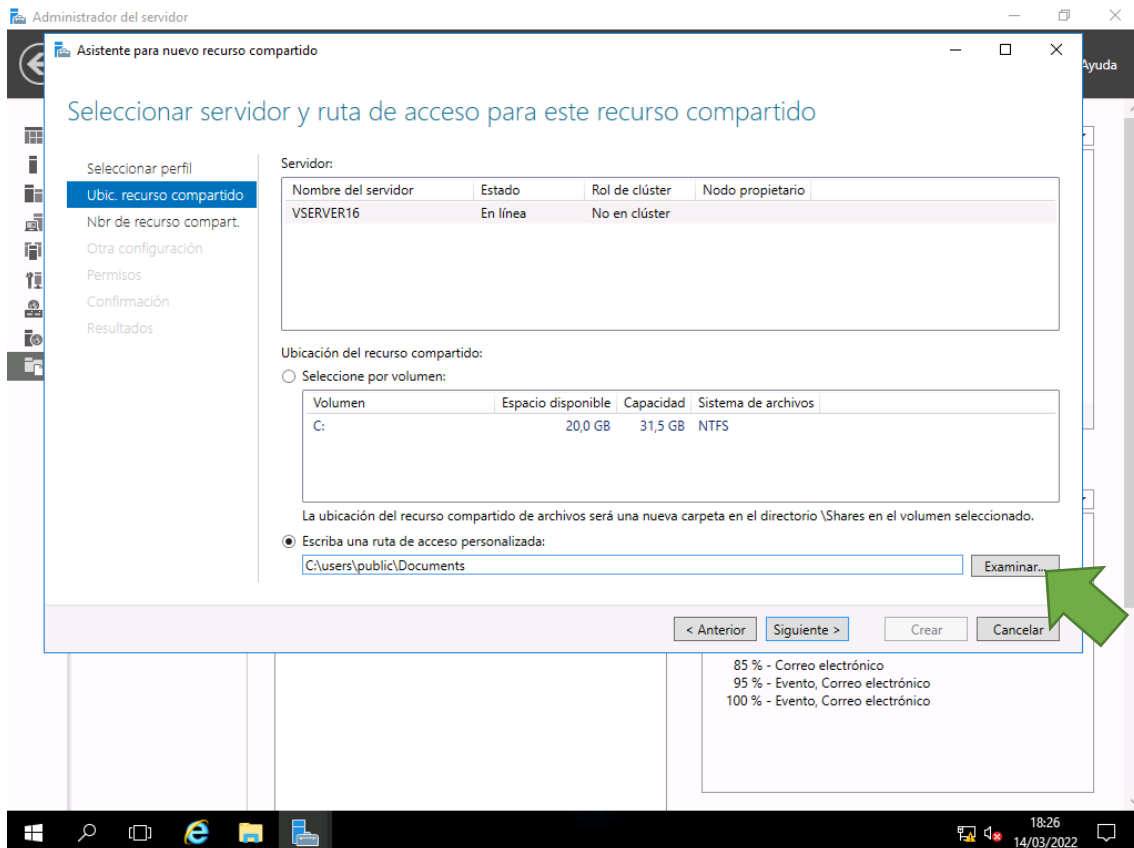 Administrador del servidor
Asistente para nuevo recurso compartido
Ayuda
Seleccionar servidor y ruta de acceso para este recurso compartido
Seleccionar perfil
Ubic. recurso compartido
Nbr de recurso compart.
Otra configuración
Permisos
Confirmación
Resultados
Servidor:
Nombre del servidor Estado Rol de clúster Nodo propietario
VSERVER16 En línea No en clúster
Ubicación del recurso compartido:
Seleccione por volumen:
Volumen Espacio disponible Capacidad Sistema de archivos
C: 20,0 GB 31,5 GB NTFS
La ubicación del recurso compartido de archivos será una nueva carpeta en el directorio \Shares en el volumen seleccionado.
Escriba una ruta de acceso personalizada:
C:\users\public\Documents Examinar...
< Anterior Siguiente > Crear Cancelar
85 % - Correo electrónico
95 % - Evento, Correo electrónico
100 % - Evento, Correo electrónico
18:26
14/03/2022